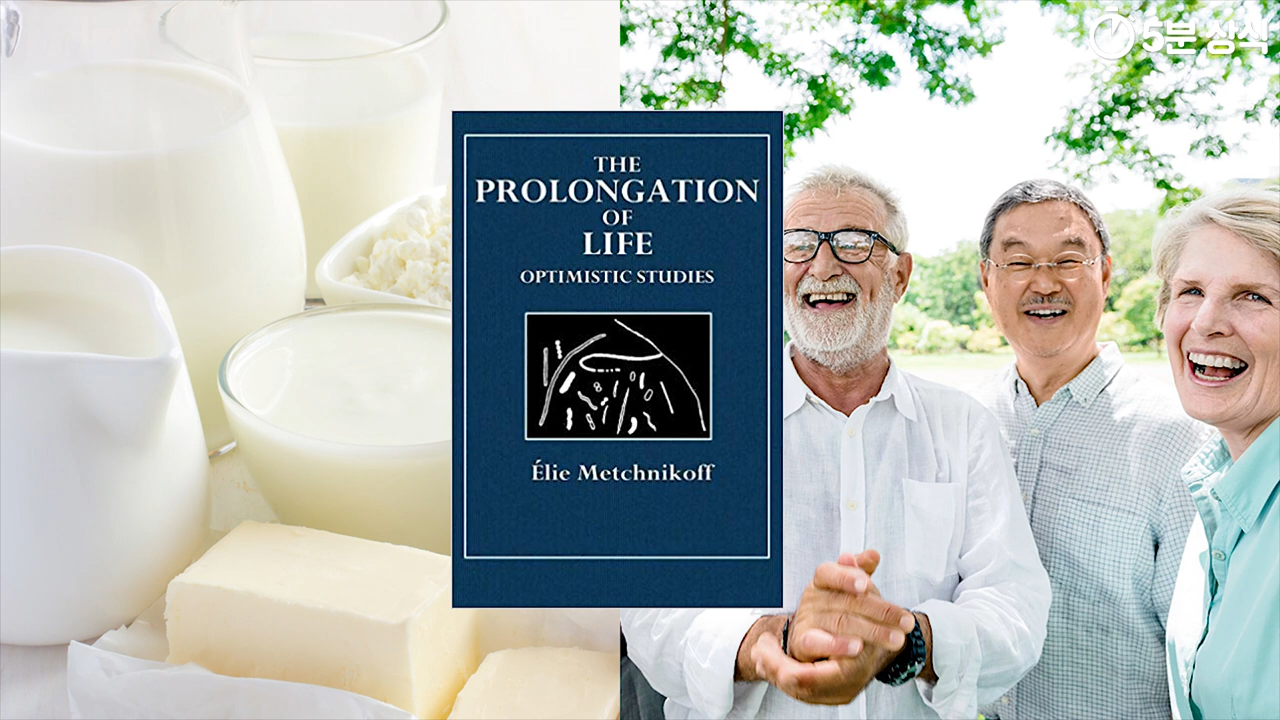 5분 상식
THE
PROLONGATION
OF
LIFE
OPTIMISTIC STUDIES
Élie Metchnikoff